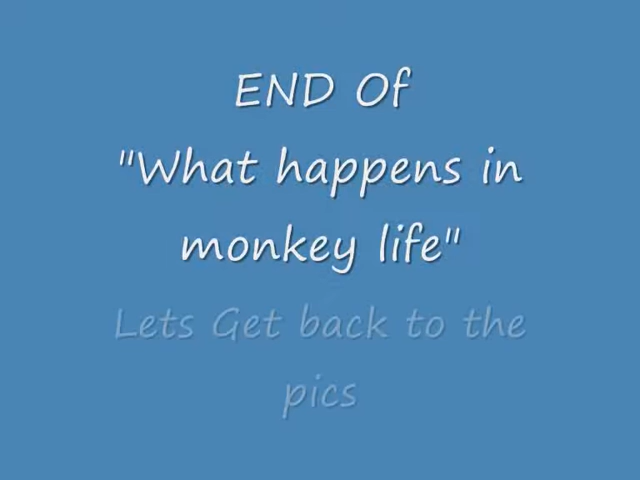 END Of
"What happens in
monkey life"
Lets Get back to the
pics